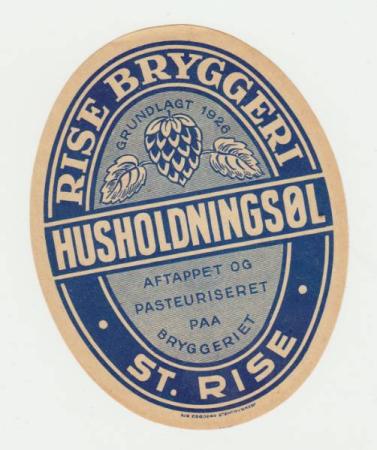 RISE BRYGGERI
GRUNDLAGT 1926
HUSHOLDNINGSØL
AFTAPPET OG
PASTEURISERET
PAA
BRYGGERIET
ST. RISE